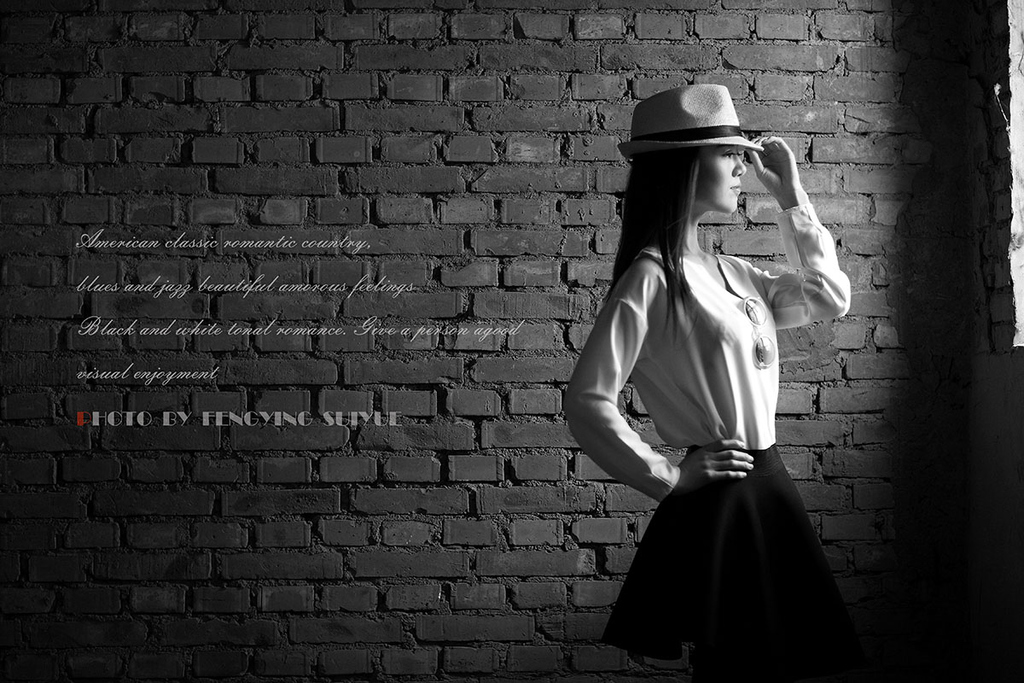 American classic romantic country,
blues and jazz beautiful amorous feelings
Black and white tonal romance. Give a person agood
visual enjoyment
PHOTO BY FENGYING SUIYUE